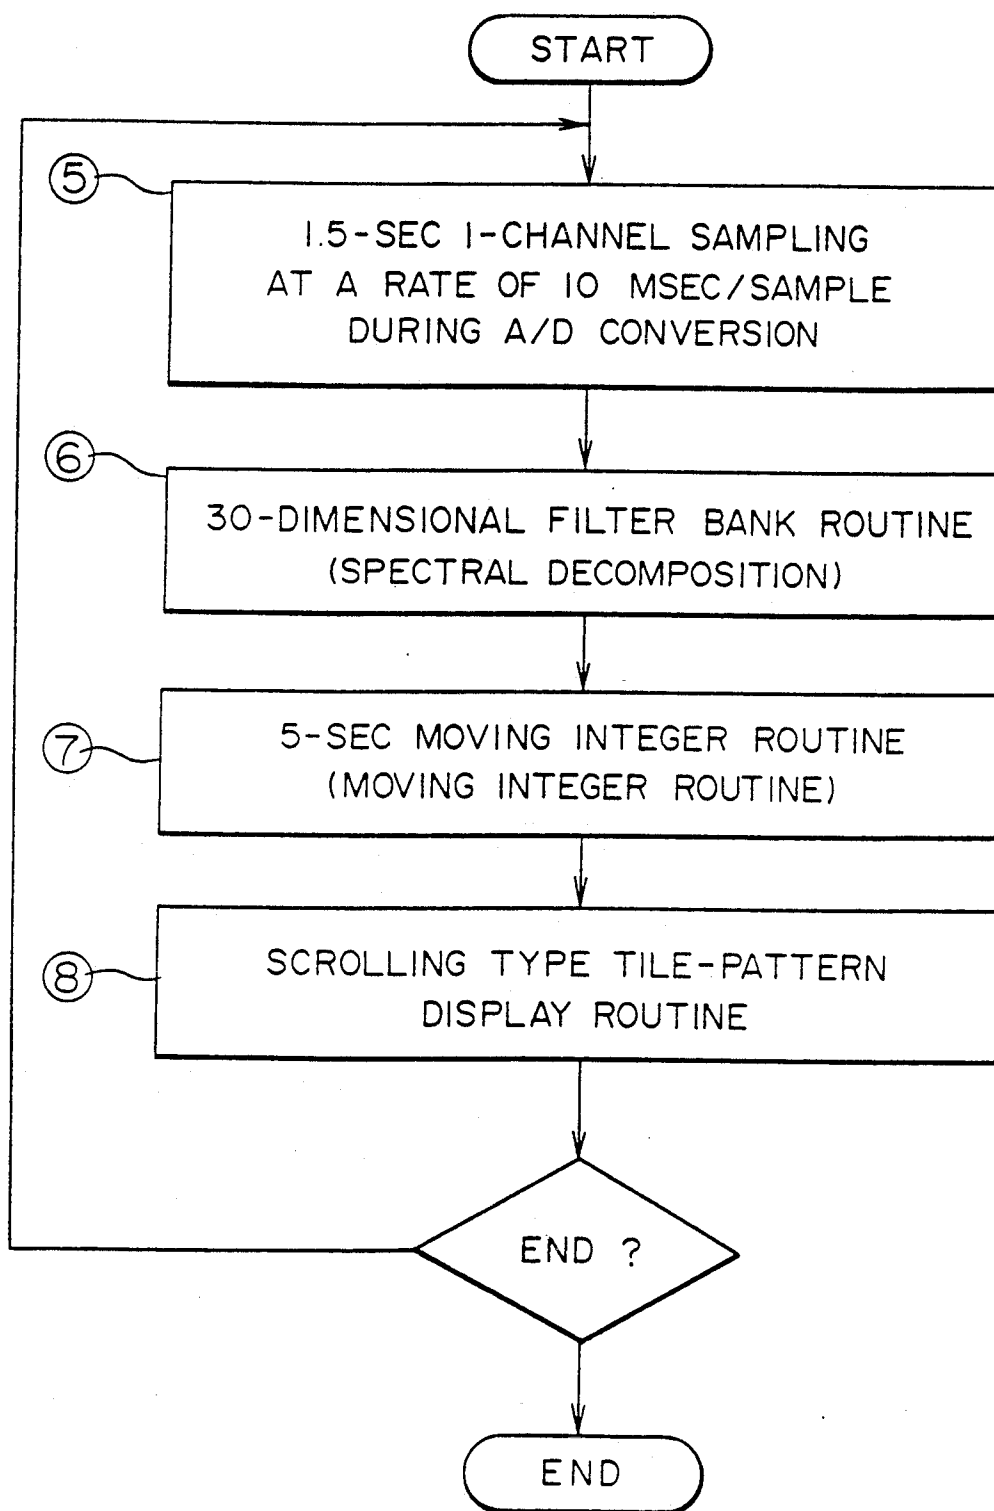 START
⑤
1.5-SEC 1-CHANNEL SAMPLING
AT A RATE OF 10 MSEC/SAMPLE
DURING A/D CONVERSION
⑥
30-DIMENSIONAL FILTER BANK ROUTINE
(SPECTRAL DECOMPOSITION)
⑦
5-SEC MOVING INTEGER ROUTINE
(MOVING INTEGER ROUTINE)
⑧
SCROLLING TYPE TILE-PATTERN
DISPLAY ROUTINE
END ?
END